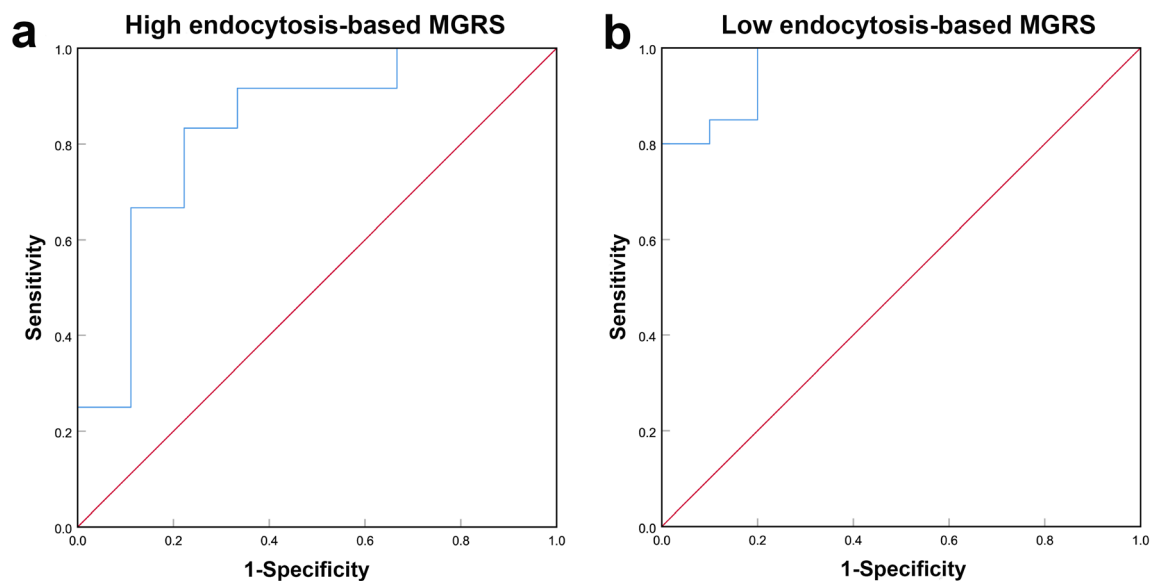 a
High endocytosis-based MGRS
1.0
0.8
0.6
0.4
0.2
0.0
Sensitivity
0.0 0.2 0.4 0.6 0.8 1.0
1-Specificity
b
Low endocytosis-based MGRS
1.0
0.8
0.6
0.4
0.2
0.0
Sensitivity
0.0 0.2 0.4 0.6 0.8 1.0
1-Specificity